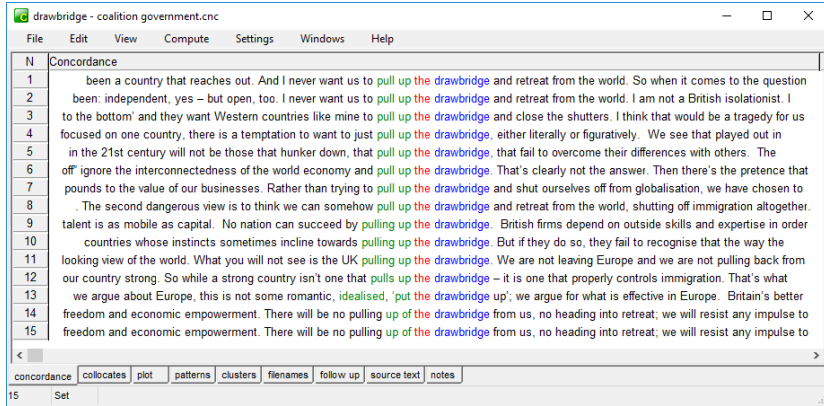 drawbridge - coalition government.cnc
File Edit View Compute Settings Windows Help
N Concordance
1 been a country that reaches out. And I never want us to pull up the drawbridge and retreat from the world. So when it comes to the question
2 been: independent, yes – but open, too. I never want us to pull up the drawbridge and retreat from the world. I am not a British isolationist. I
3 to the bottom' and they want Western countries like mine to pull up the drawbridge and close the shutters. I think that would be a tragedy for us
4 focused on one country, there is a temptation to want to just pull up the drawbridge, either literally or figuratively. We see that played out in
5 in the 21st century will not be those that hunker down, that pull up the drawbridge, that fail to overcome their differences with others. The
6 off' ignore the interconnectedness of the world economy and pull up the drawbridge. That's clearly not the answer. Then there's the pretence that
7 pounds to the value of our businesses. Rather than trying to pull up the drawbridge and shut ourselves off from globalisation, we have chosen to
8 . The second dangerous view is to think we can somehow pull up the drawbridge and retreat from the world, shutting off immigration altogether.
9 talent is as mobile as capital. No nation can succeed by pulling up the drawbridge. British firms depend on outside skills and expertise in order
10 countries whose instincts sometimes incline towards pulling up the drawbridge. But if they do so, they fail to recognise that the way the
11 looking view of the world. What you will not see is the UK pulling up the drawbridge. We are not leaving Europe and we are not pulling back from
12 our country strong. So while a strong country isn't one that pulls up the drawbridge – it is one that properly controls immigration. That's what
13 we argue about Europe, this is not some romantic, idealised, 'put the drawbridge up'; we argue for what is effective in Europe. Britain's better
14 freedom and economic empowerment. There will be no pulling up of the drawbridge from us, no heading into retreat; we will resist any impulse to
15 freedom and economic empowerment. There will be no pulling up of the drawbridge from us, no heading into retreat; we will resist any impulse to
concordance collocates plot patterns clusters filenames follow up source text notes
15 Set